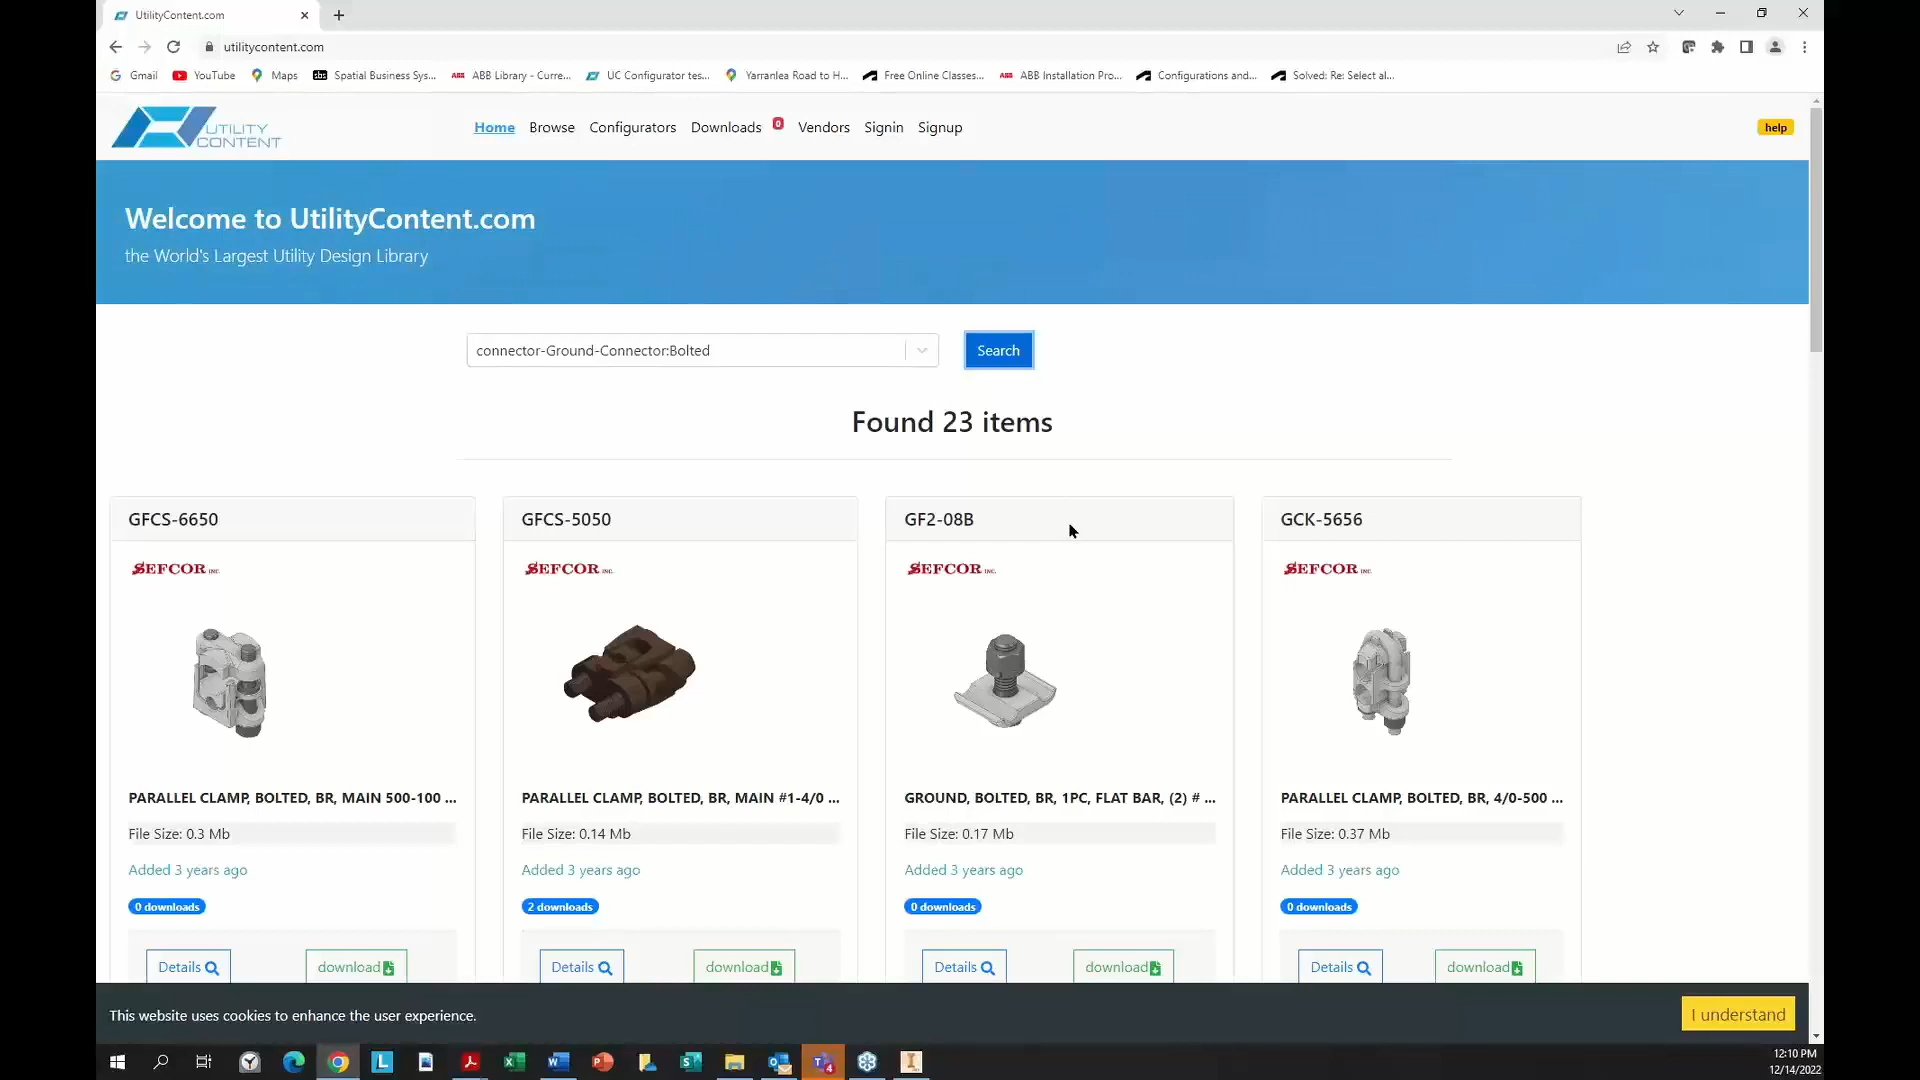 UtilityContent.com
utilitycontent.com
Gmail YouTube Maps Spatial Business Sys... ABB Library - Curre... UC Configurator tes... Yarranlea Road to H... Free Online Classes... ABB Installation Pro... Configurations and... Solved: Re: Select al...
UTILITY
CONTENT
Home Browse Configurators Downloads 0 Vendors Signin Signup help
Welcome to UtilityContent.com
the World's Largest Utility Design Library
connector-Ground-Connector:Bolted Search
Found 23 items
GFCS-6650 GFCS-5050 GF2-08B GCK-5656
SEFCOR INC. SEFCOR INC. SEFCOR INC. SEFCOR INC.
PARALLEL CLAMP, BOLTED, BR, MAIN 500-100 ... PARALLEL CLAMP, BOLTED, BR, MAIN #1-4/0 ... GROUND, BOLTED, BR, 1PC, FLAT BAR, (2) # ... PARALLEL CLAMP, BOLTED, BR, 4/0-500 ...
File Size: 0.3 Mb File Size: 0.14 Mb File Size: 0.17 Mb File Size: 0.37 Mb
Added 3 years ago Added 3 years ago Added 3 years ago Added 3 years ago
0 downloads 2 downloads 0 downloads 0 downloads
Details download Details download Details download Details download
This website uses cookies to enhance the user experience. I understand
12:10 PM
12/14/2022